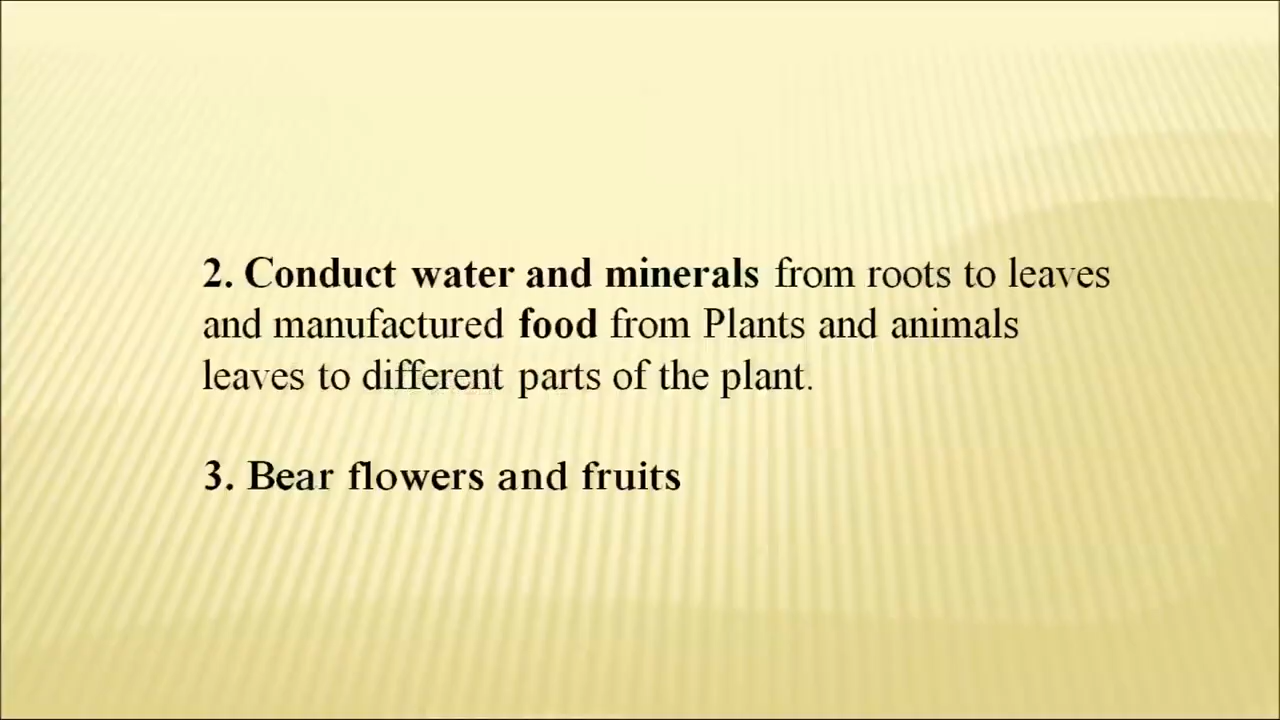 2. Conduct water and minerals from roots to leaves
and manufactured food from Plants and animals
leaves to different parts of the plant.
3. Bear flowers and fruits